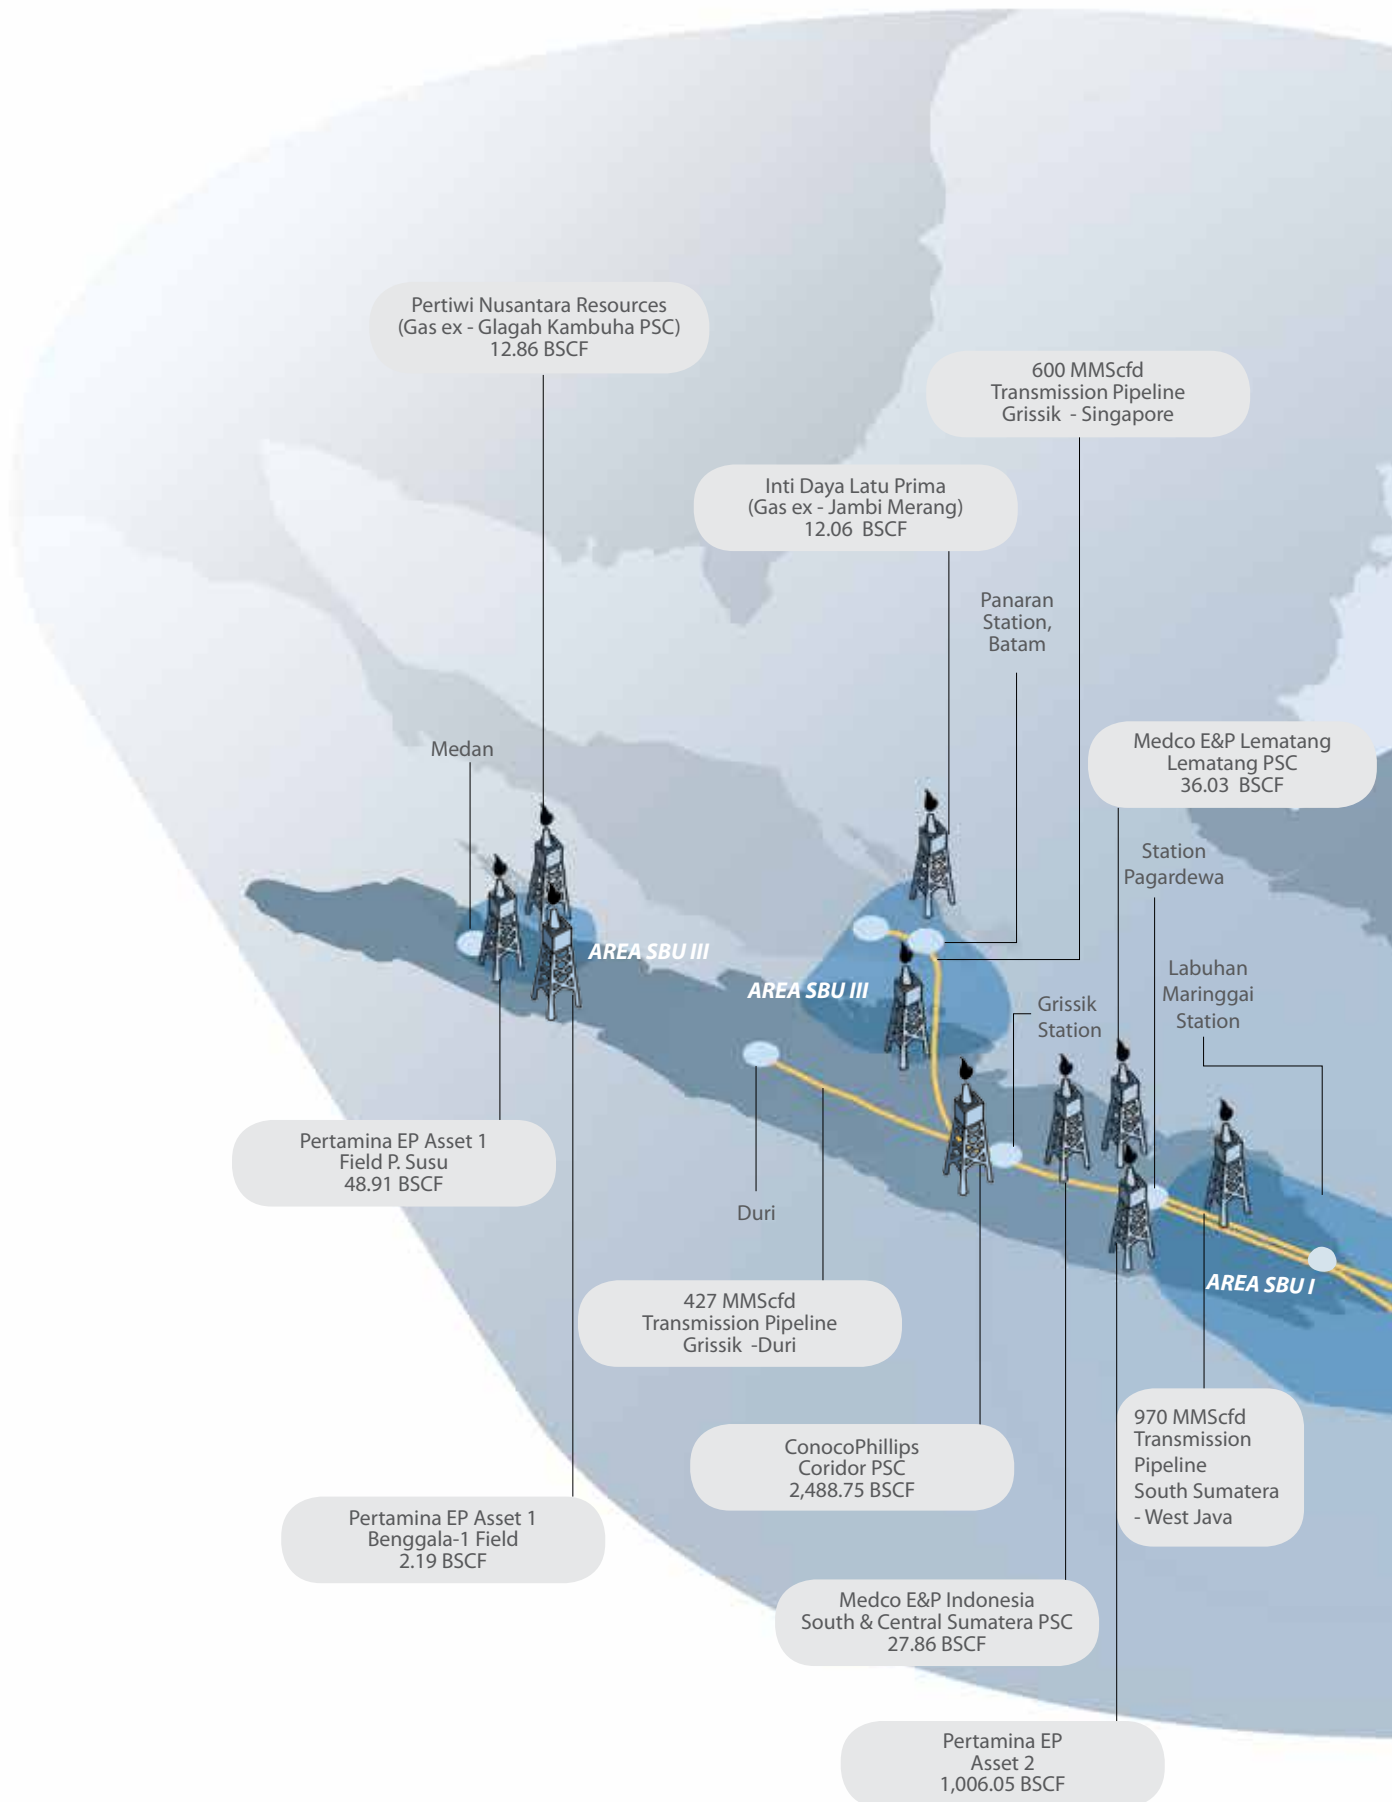 Pertiwi Nusantara Resources
(Gas ex - Glagah Kambuha PSC)
12.86 BSCF
600 MMScfd
Transmission Pipeline
Grissik - Singapore
Inti Daya Latu Prima
(Gas ex - Jambi Merang)
12.06 BSCF
Panaran
Station,
Batam
Medan
Medco E&P Lematang
Lematang PSC
36.03 BSCF
Station
Pagardewa
AREA SBU III
AREA SBU III
Labuhan
Maringgai
Station
Grissik
Station
Pertamina EP Asset 1
Field P. Susu
48.91 BSCF
Duri
AREA SBU I
427 MMScfd
Transmission Pipeline
Grissik -Duri
970 MMScfd
Transmission
Pipeline
South Sumatera
- West Java
ConocoPhillips
Coridor PSC
2,488.75 BSCF
Pertamina EP Asset 1
Benggala-1 Field
2.19 BSCF
Medco E&P Indonesia
South & Central Sumatera PSC
27.86 BSCF
Pertamina EP
Asset 2
1,006.05 BSCF